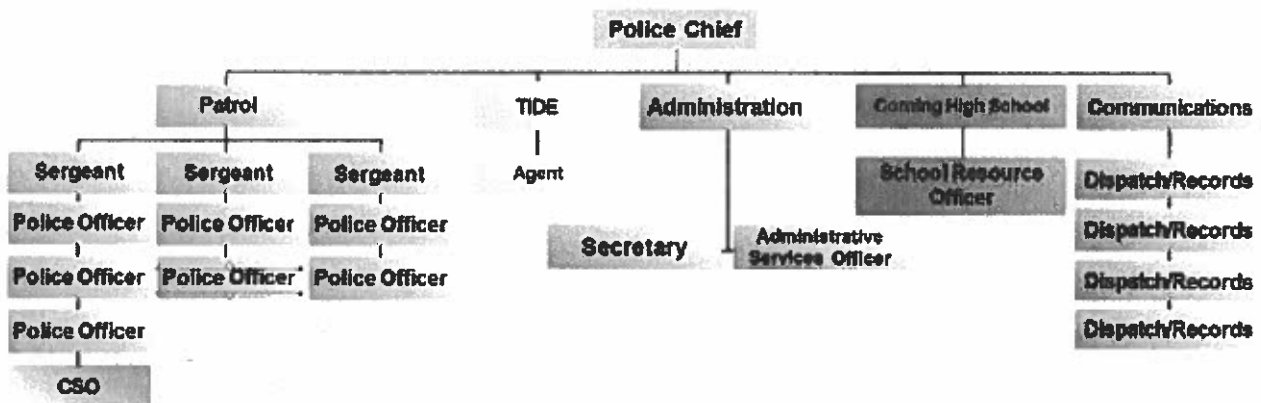 Police Chief
Patrol
TIDE
Administration
Corning High School
Communications
Sergeant
Sergeant
Sergeant
Agent
School Resource
Officer
Dispatch/Records
Police Officer
Police Officer
Police Officer
Dispatch/Records
Secretary
Administrative
Services Officer
Police Officer
Police Officer
Police Officer
Dispatch/Records
Police Officer
Dispatch/Records
CSO